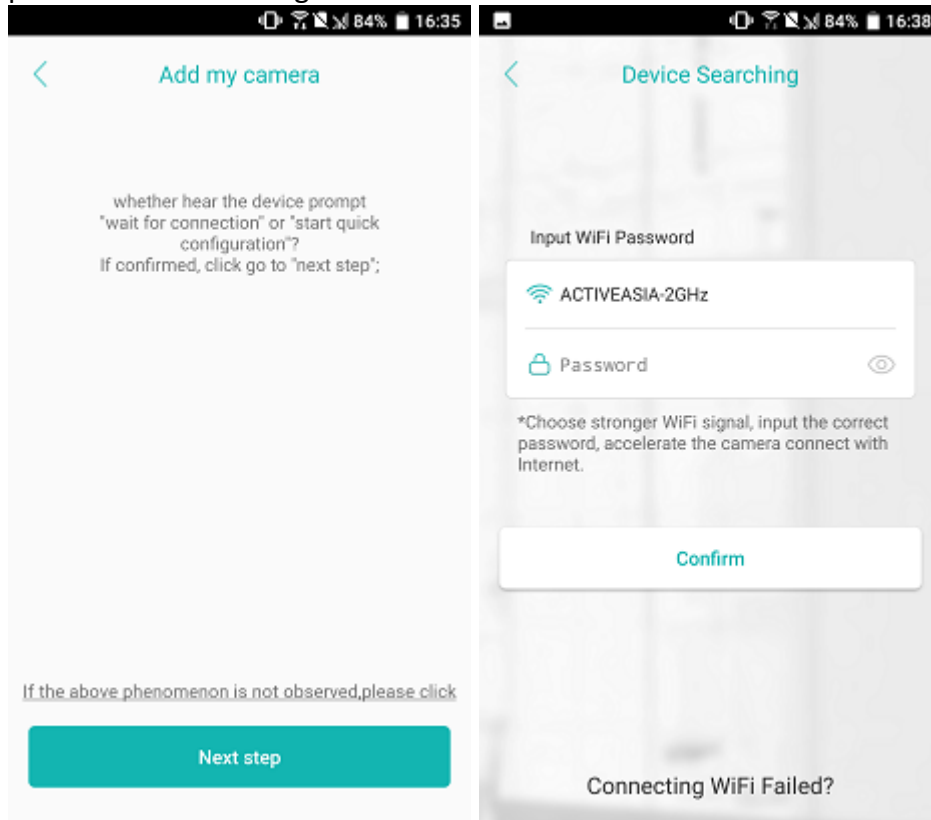 84% 16:35
Add my camera
whether hear the device prompt
"wait for connection" or "start quick
configuration"?
If confirmed, click go to "next step";
If the above phenomenon is not observed,please click
Next step
84% 16:38
Device Searching
Input WiFi Password
ACTIVEASIA-2GHz
Password
*Choose stronger WiFi signal, input the correct
password, accelerate the camera connect with
Internet.
Confirm
Connecting WiFi Failed?